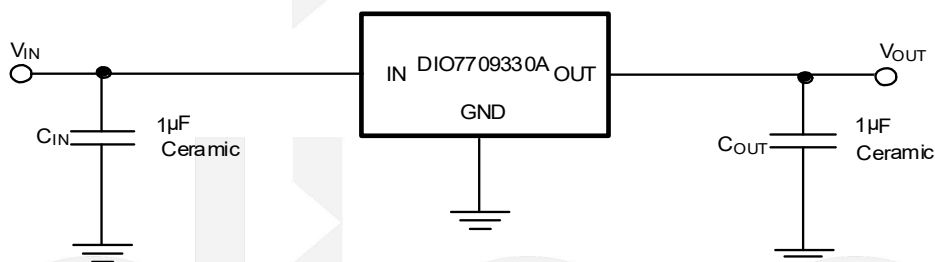 VIN
IN DIO7709330A OUT
GND
VOUT
CIN
1µF
Ceramic
COUT
1µF
Ceramic